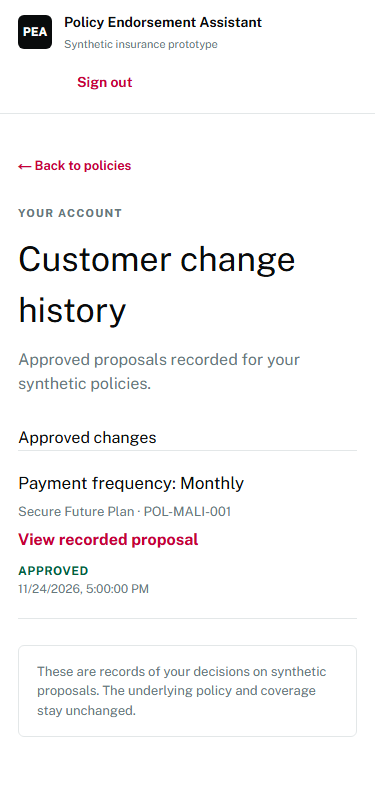 PEA
Policy Endorsement Assistant
Synthetic insurance prototype
Sign out
← Back to policies
YOUR ACCOUNT
Customer change
history
Approved proposals recorded for your
synthetic policies.
Approved changes
Payment frequency: Monthly
Secure Future Plan · POL-MALI-001
View recorded proposal
APPROVED
11/24/2026, 5:00:00 PM
These are records of your decisions on synthetic
proposals. The underlying policy and coverage
stay unchanged.